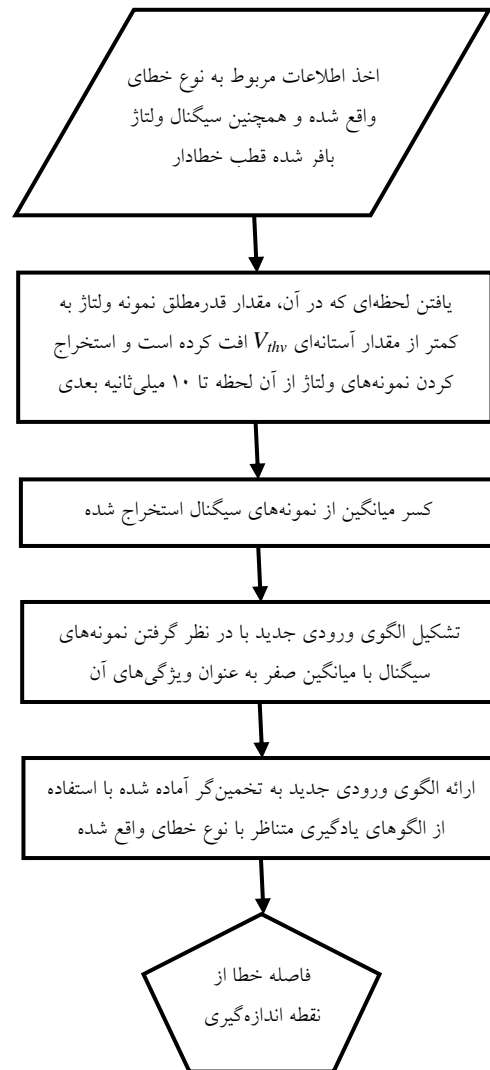 اخذ اطلاعات مربوط به نوع خطای
واقع شده و همچنین سیگنال ولتاژ
بافر شده قطب خطادار
یافتن لحظه‌ای که در آن، مقدار قدرمطلق نمونه ولتاژ به
کمتر از مقدار آستانه‌ای Vthv افت کرده است و استخراج
کردن نمونه‌های ولتاژ از آن لحظه تا ۱۰ میلی‌ثانیه بعدی
کسر میانگین از نمونه‌های سیگنال استخراج شده
تشکیل الگوی ورودی جدید با در نظر گرفتن نمونه‌های
سیگنال با میانگین صفر به عنوان ویژگی‌های آن
ارائه الگوی ورودی جدید به تخمین‌گر آماده شده با استفاده
از الگوهای یادگیری متناظر با نوع خطای واقع شده
فاصله خطا از
نقطه اندازه‌گیری